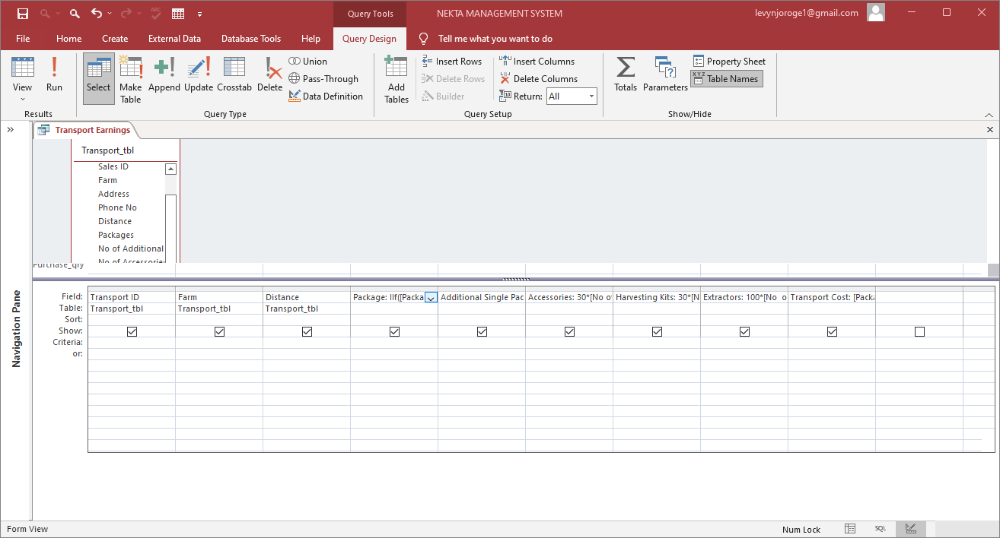 Query Tools
NEKTA MANAGEMENT SYSTEM
levynjoroge1@gmail.com
File Home Create External Data Database Tools Help Query Design Tell me what you want to do
View
Run
Results
Select
Make Table
Append
Update
Crosstab
Delete
Union
Pass-Through
Data Definition
Query Type
Add Tables
Insert Rows
Delete Rows
Builder
Insert Columns
Delete Columns
Return: All
Query Setup
Totals
Parameters
Property Sheet
XYZ Table Names
Show/Hide
Transport Earnings
Transport_tbl
Sales ID
Farm
Address
Phone No
Distance
Packages
No of Additional
No of Accessories
Purchase_qry
Navigation Pane
Field: Transport ID Farm Distance Package: IIf([Packa Additional Single Pac Accessories: 30*[No o Harvesting Kits: 30*[N Extractors: 100*[No o Transport Cost: [Pack
Table: Transport_tbl Transport_tbl Transport_tbl
Sort:
Show:
Criteria:
or:
Form View
Num Lock
SQL